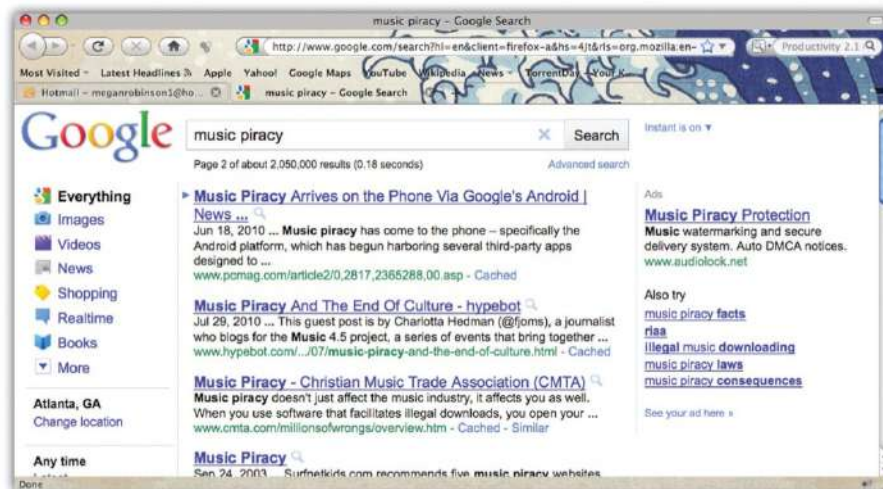 music piracy – Google Search
http://www.google.com/search?hl=en&client=firefox-a&hs=4jt&rls=org.mozilla:en-
Productivity 2.1
Most Visited Latest Headlines Apple Yahoo! Google Maps YouTube Wikipedia News TorrentDay – Your K...
Hotmail – meganrobinson1@ho... music piracy – Google Search
Google
music piracy
Search
Instant is on ▼
Page 2 of about 2,050,000 results (0.18 seconds)
Advanced search
Everything
Images
Videos
News
Shopping
Realtime
Books
More
Atlanta, GA
Change location
Any time
Music Piracy Arrives on the Phone Via Google's Android |
News ...
Jun 18, 2010 ... Music piracy has come to the phone – specifically the
Android platform, which has begun harboring several third-party apps
designed to ...
www.pcmag.com/article2/0,2817,2365288,00.asp - Cached
Music Piracy And The End Of Culture - hypebot
Jul 29, 2010 ... This guest post is by Charlotta Hedman (@fjoms), a journalist
who blogs for the Music 4.5 project, a series of events that bring together ...
www.hypebot.com/.../07/music-piracy-and-the-end-of-culture.html - Cached
Music Piracy - Christian Music Trade Association (CMTA)
Music piracy doesn't just affect the music industry, it affects you as well.
When you use software that facilitates illegal downloads, you open your ...
www.cmta.com/millionsofwrongs/overview.htm - Cached - Similar
Music Piracy
Sep 24, 2003 ... Surfnetkids.com recommends five music piracy websites
Ads
Music Piracy Protection
Music watermarking and secure
delivery system. Auto DMCA notices.
www.audiolock.net
Also try
music piracy facts
riaa
illegal music downloading
music piracy laws
music piracy consequences
See your ad here »
Done